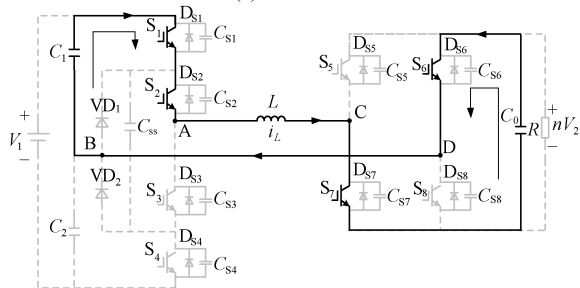 S1 DS1 CS1
C1
S2 DS2 CS2
VD1
Css
+ V1 −
A L iL C
B
VD2
S3 DS3 CS3
C2
S4 DS4 CS4
S5 DS5 CS5
S6 DS6 CS6
C0 R + nV2 −
D
S7 DS7 CS7
S8 DS8 CS8